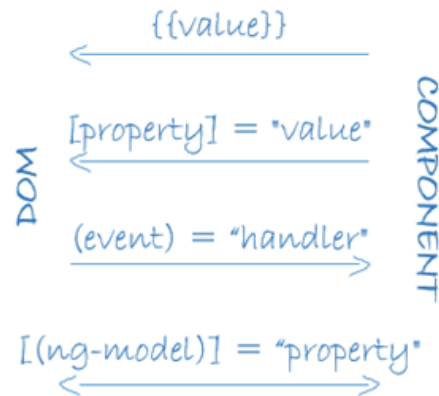 {{value}}
[property] = "value"
(event) = "handler"
[(ng-model)] = "property"
DOM
COMPONENT